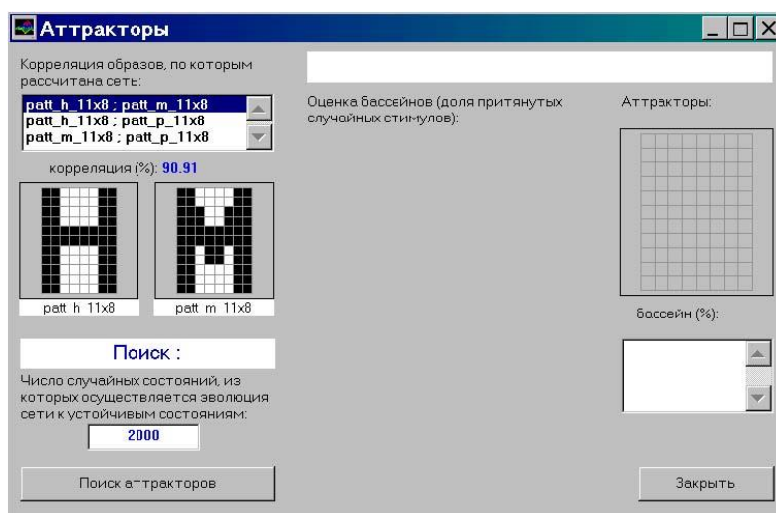 Аттракторы
Корреляция образов, по которым
рассчитана сеть:
patt_h_11x8 ; patt_m_11x8
patt_h_11x8 ; patt_p_11x8
patt_m_11x8 ; patt_p_11x8
корреляция (%): 90.91
patt h 11x8
patt m 11x8
Поиск :
Число случайных состояний, из
которых осуществляется эволюция
сети к устойчивым состояниям:
2000
Поиск аттракторов
Оценка бассейнов (доля притянутых
случайных стимулов):
Аттракторы:
бассейн (%):
Закрыть